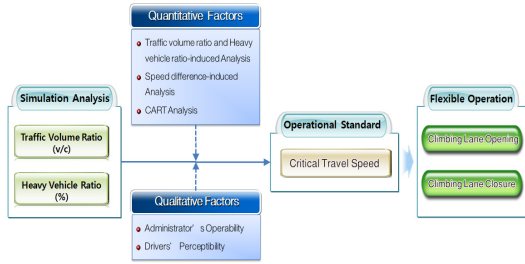 Quantitative Factors
Traffic volume ratio and Heavy
vehicle ratio-induced Analysis
Speed difference-induced
Analysis
CART Analysis
Simulation Analysis
Traffic Volume Ratio
(v/c)
Heavy Vehicle Ratio
(%)
Operational Standard
Critical Travel Speed
Flexible Operation
Climbing Lane Opening
Climbing Lane Closure
Qualitative Factors
Administrator' s Operability
Drivers' Perceptibility